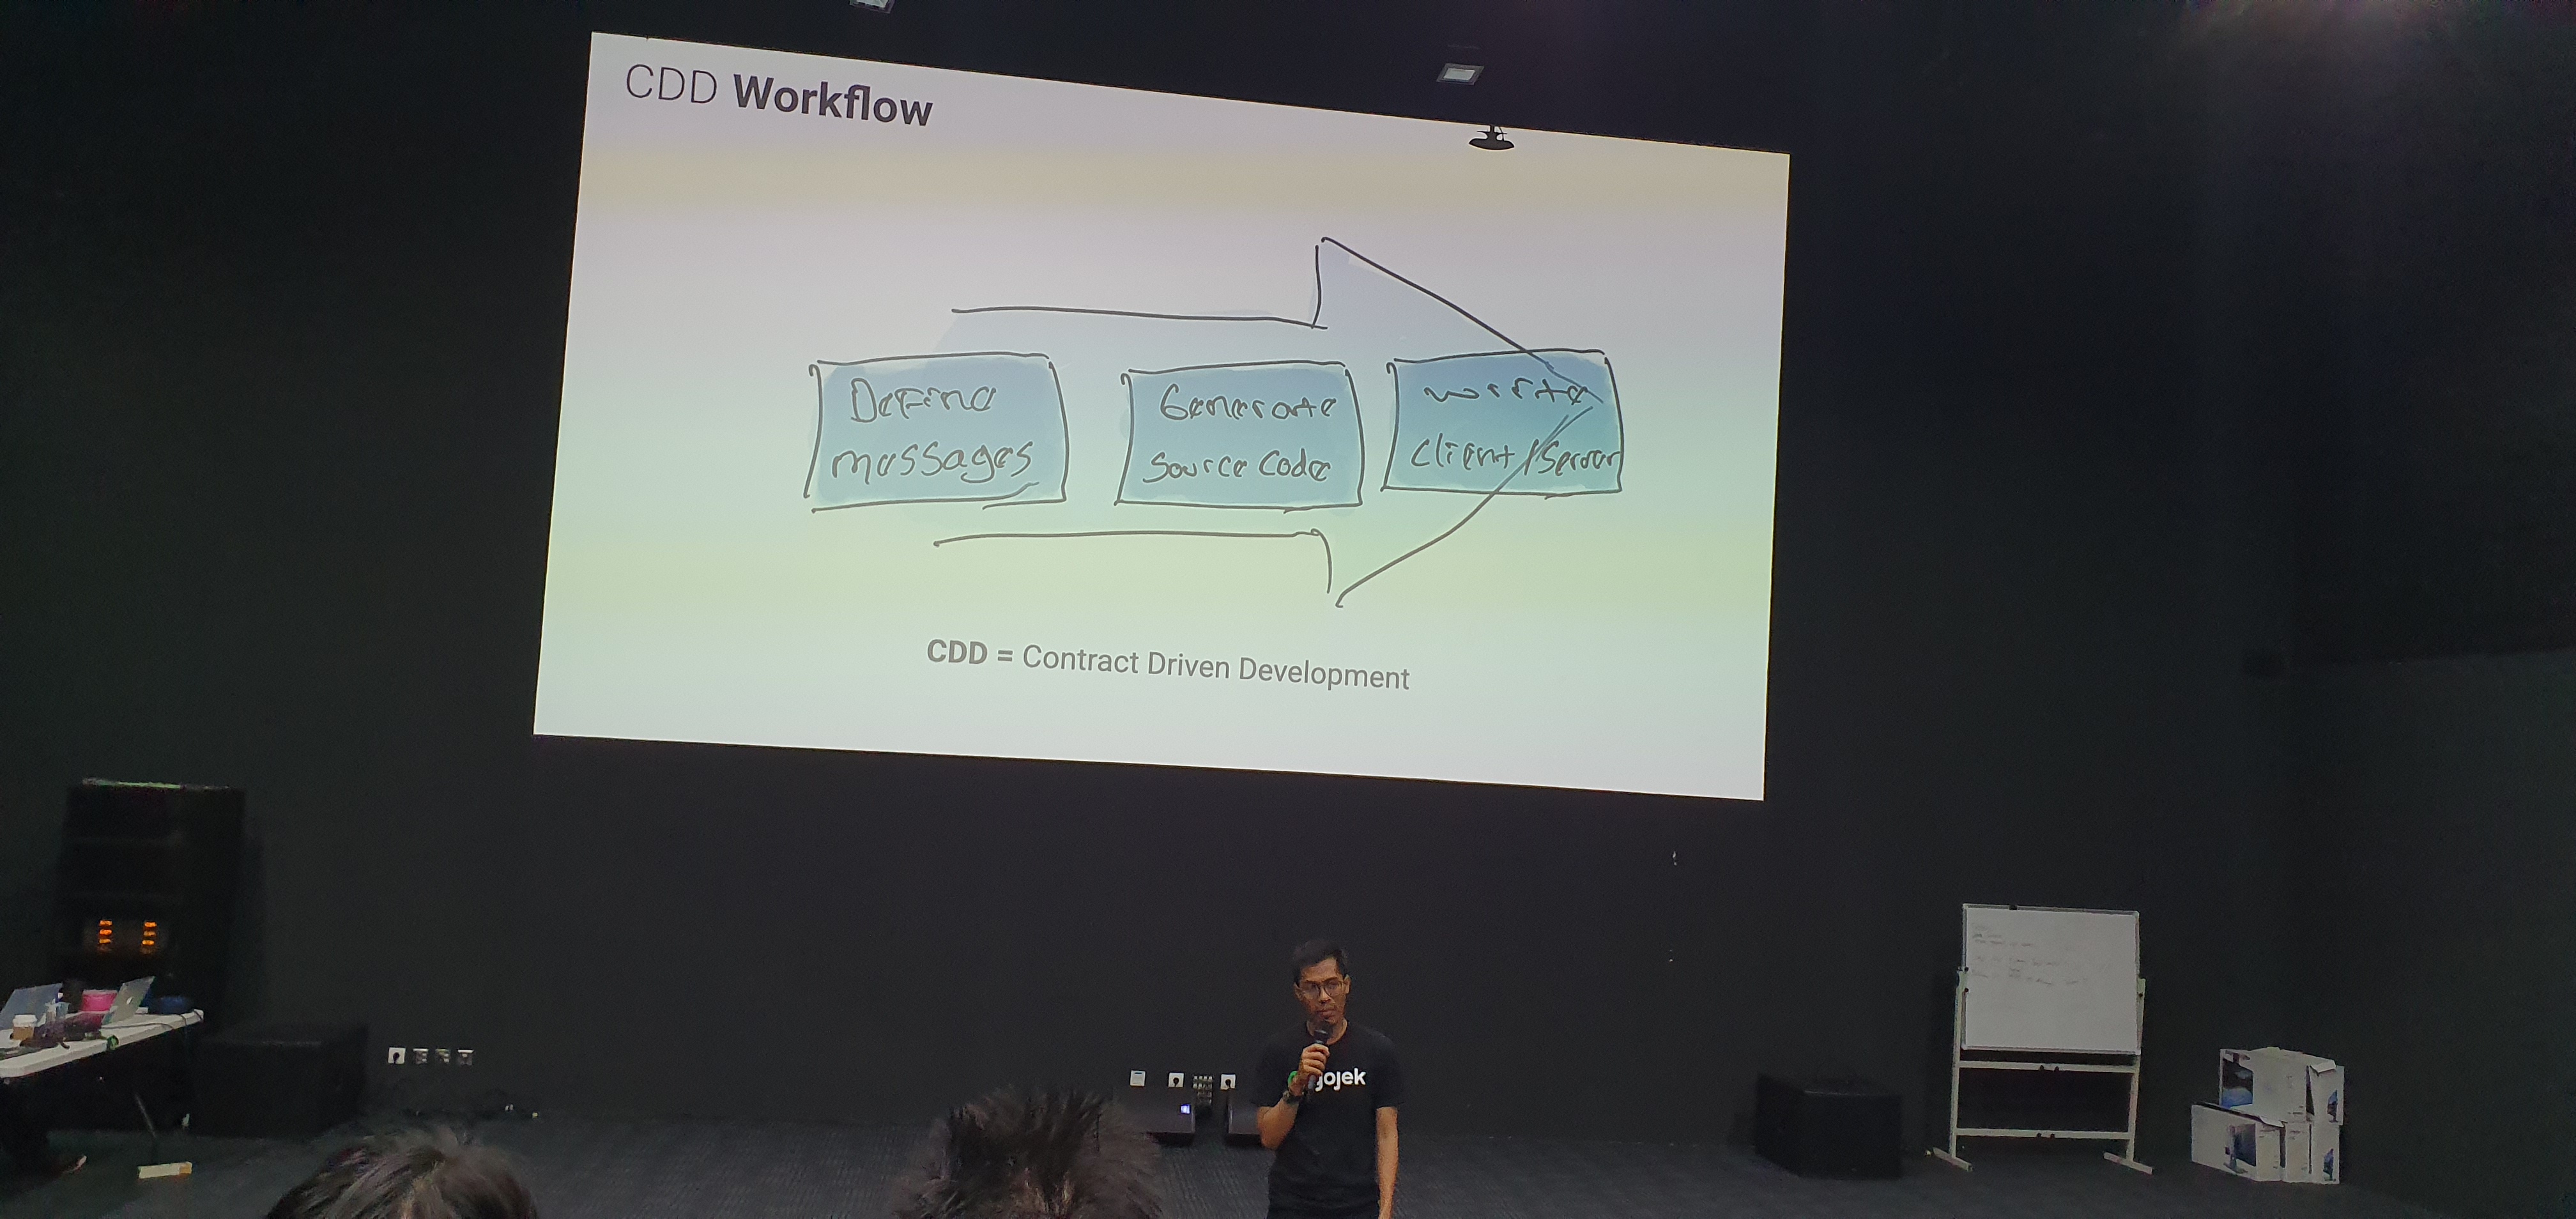 CDD Workflow
Define
messages
Generate
Source Code
write
Client/Server
CDD = Contract Driven Development
gojek